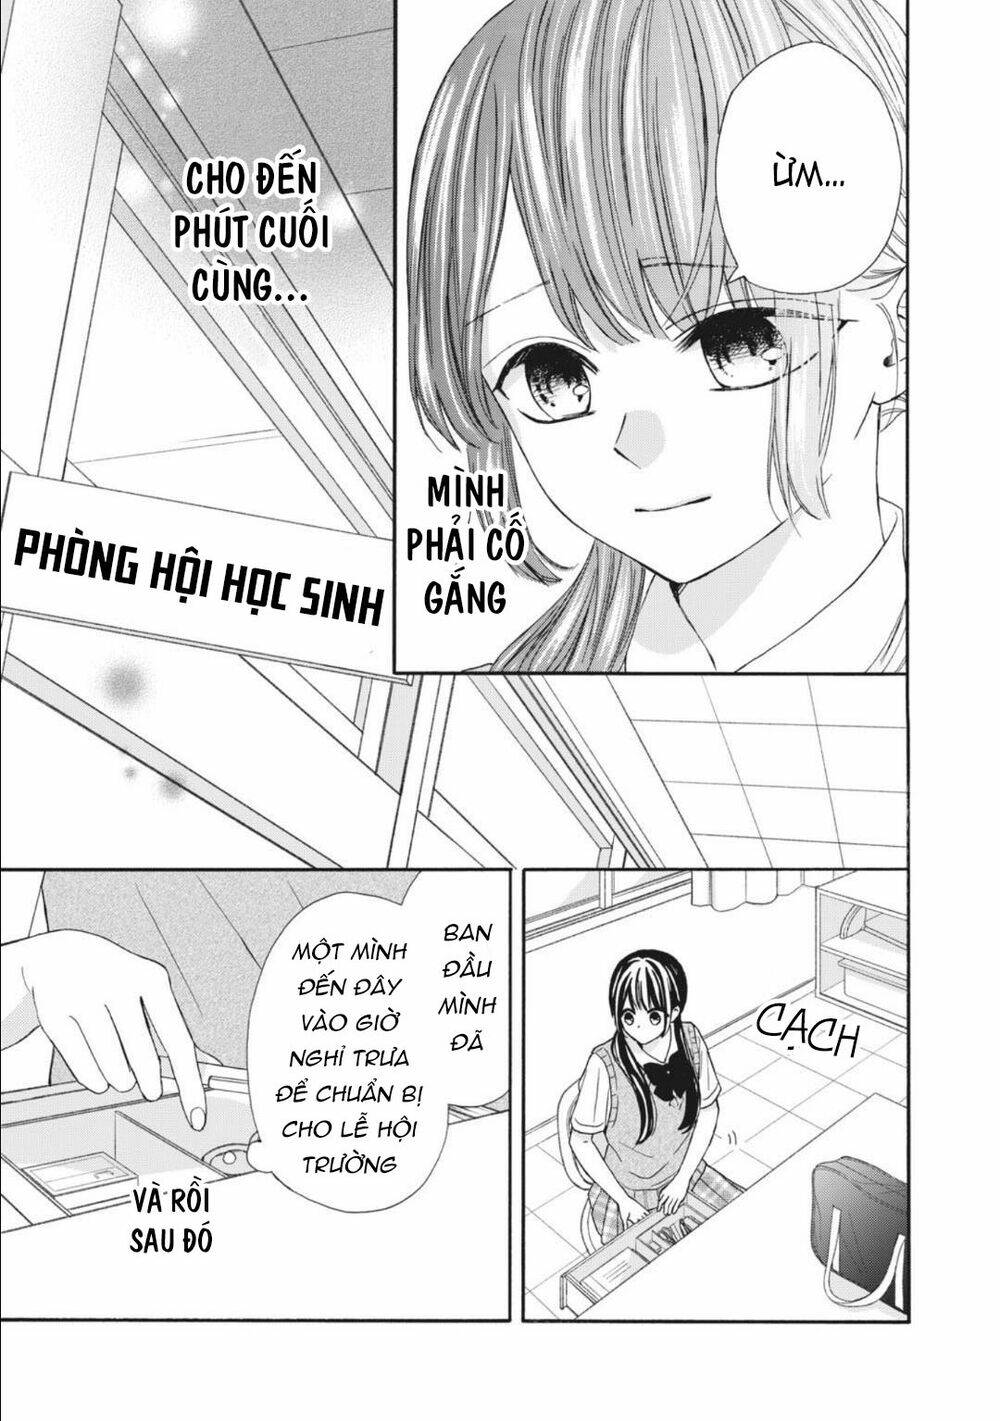 ỪM...
MÌNH
PHẢI CỐ
GẮNG
CHO ĐẾN
PHÚT CUỐI
CÙNG...
PHÒNG HỘI HỌC SINH
CẠCH
BAN
ĐẦU
MÌNH
ĐÃ
MỘT MÌNH
ĐẾN ĐÂY
VÀO GIỜ
NGHỈ TRƯA
ĐỂ CHUẨN BỊ
CHO LỄ HỘI
TRƯỜNG
VÀ RỒI
SAU ĐÓ